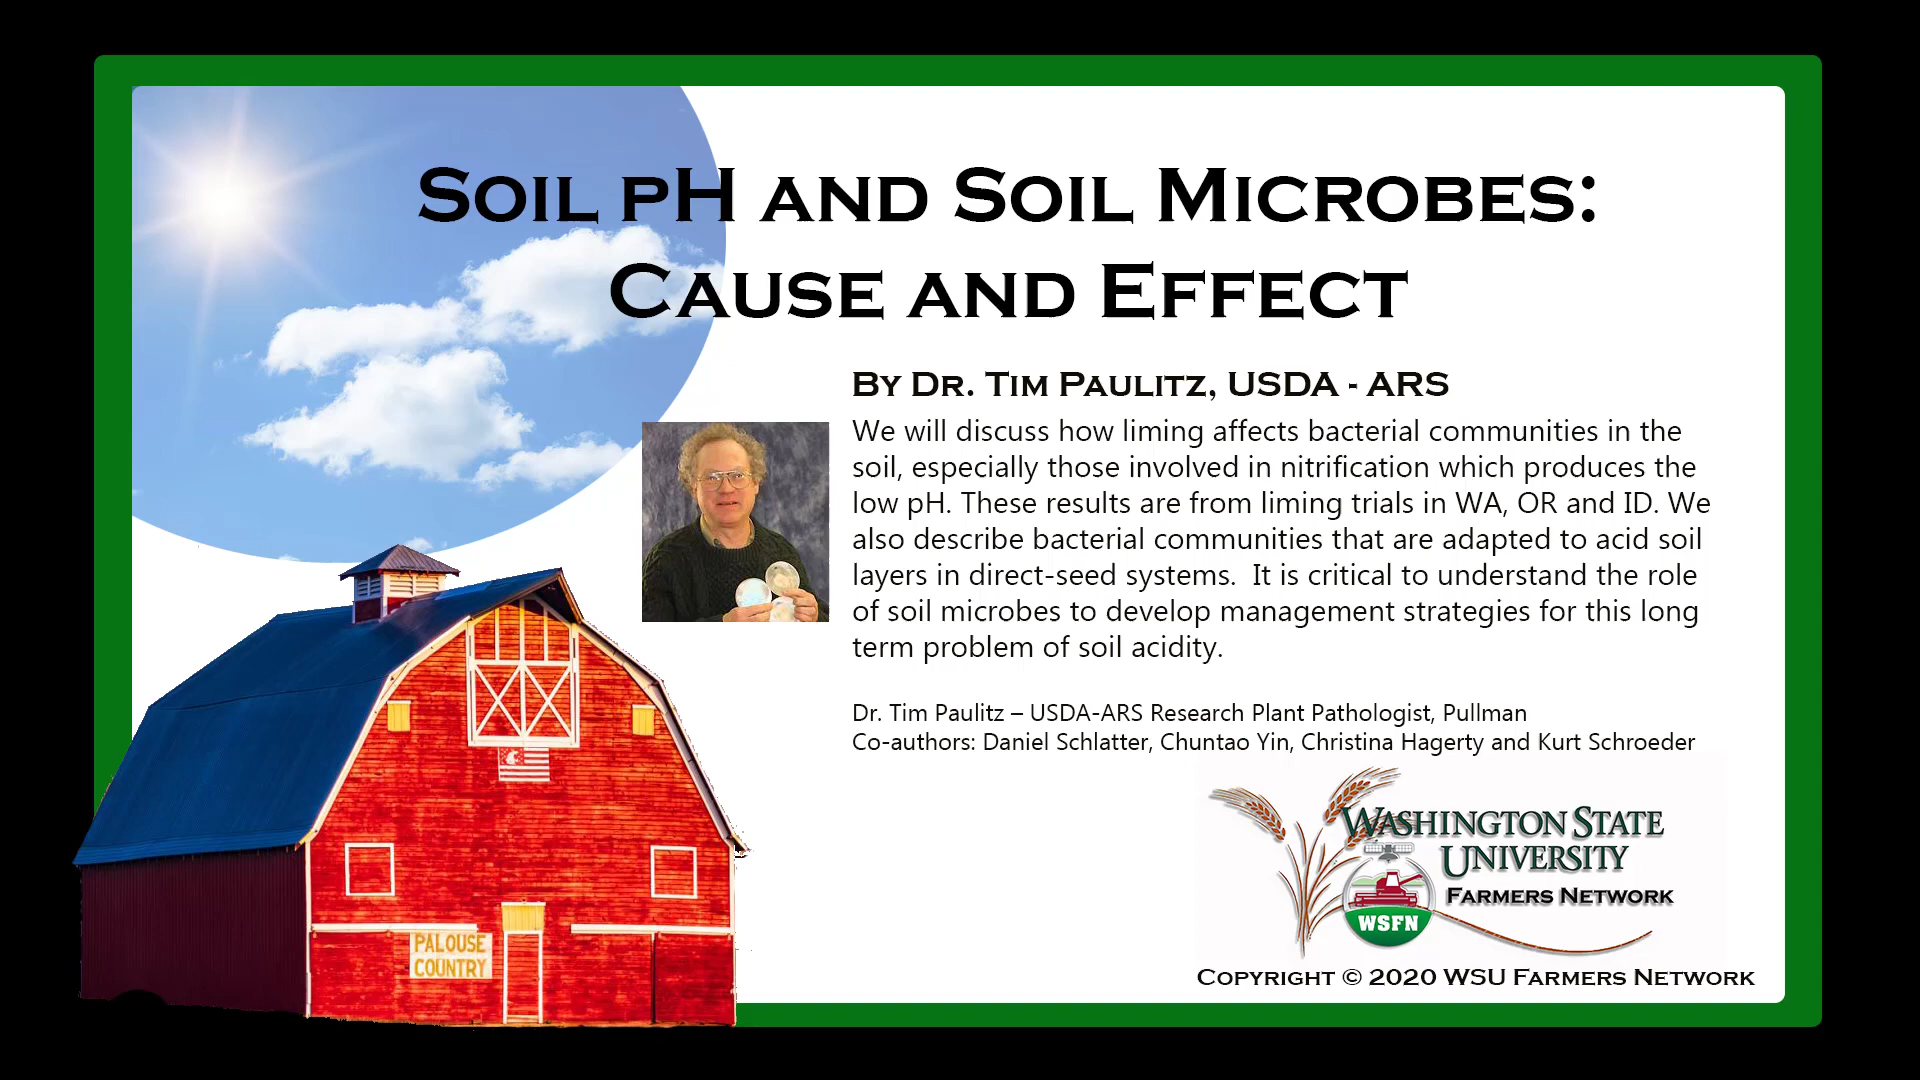 Soil pH and Soil Microbes:
Cause and Effect
By Dr. Tim Paulitz, USDA - ARS
We will discuss how liming affects bacterial communities in the
soil, especially those involved in nitrification which produces the
low pH. These results are from liming trials in WA, OR and ID. We
also describe bacterial communities that are adapted to acid soil
layers in direct-seed systems.  It is critical to understand the role
of soil microbes to develop management strategies for this long
term problem of soil acidity.
Dr. Tim Paulitz – USDA-ARS Research Plant Pathologist, Pullman
Co-authors: Daniel Schlatter, Chuntao Yin, Christina Hagerty and Kurt Schroeder
Washington State
University
Farmers Network
WSFN
PALOUSE
COUNTRY
Copyright © 2020 WSU Farmers Network